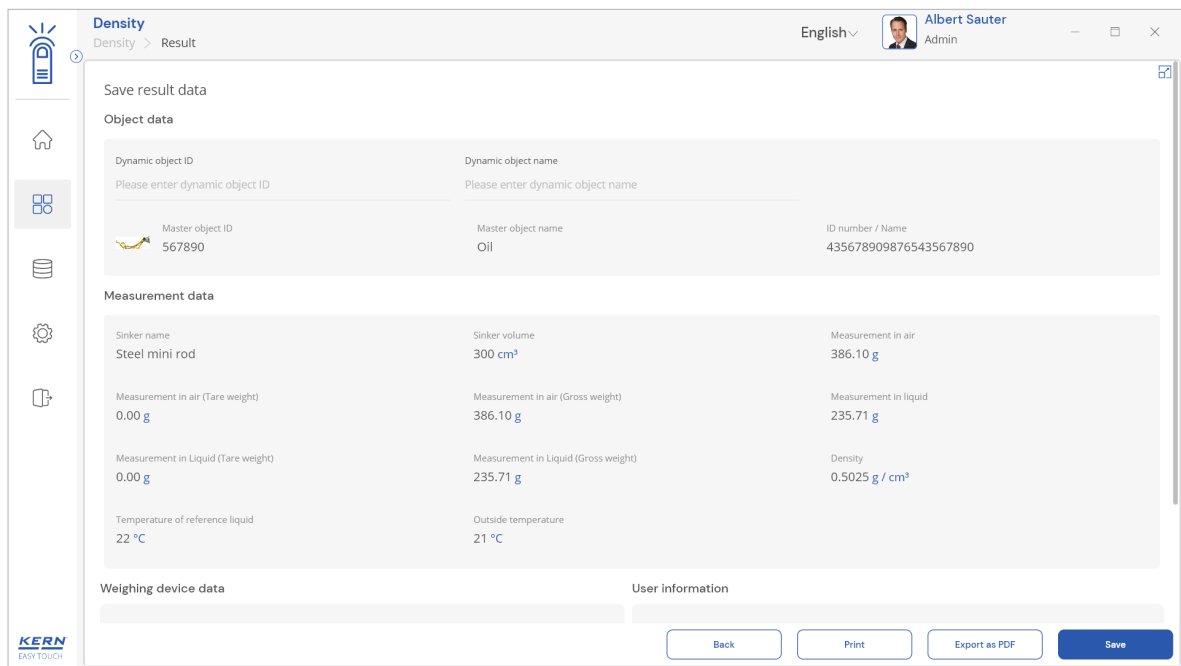 Density
Density > Result
English
Albert Sauter
Admin
Save result data
Object data
Dynamic object ID
Dynamic object name
Please enter dynamic object ID
Please enter dynamic object name
Master object ID
Master object name
ID number / Name
567890
Oil
435678909876543567890
Measurement data
Sinker name
Sinker volume
Measurement in air
Steel mini rod
300 cm³
386.10 g
Measurement in air (Tare weight)
Measurement in air (Gross weight)
Measurement in liquid
0.00 g
386.10 g
235.71 g
Measurement in Liquid (Tare weight)
Measurement in Liquid (Gross weight)
Density
0.00 g
235.71 g
0.5025 g / cm³
Temperature of reference liquid
Outside temperature
22 °C
21 °C
Weighing device data
User information
KERN
EASY TOUCH
Back
Print
Export as PDF
Save